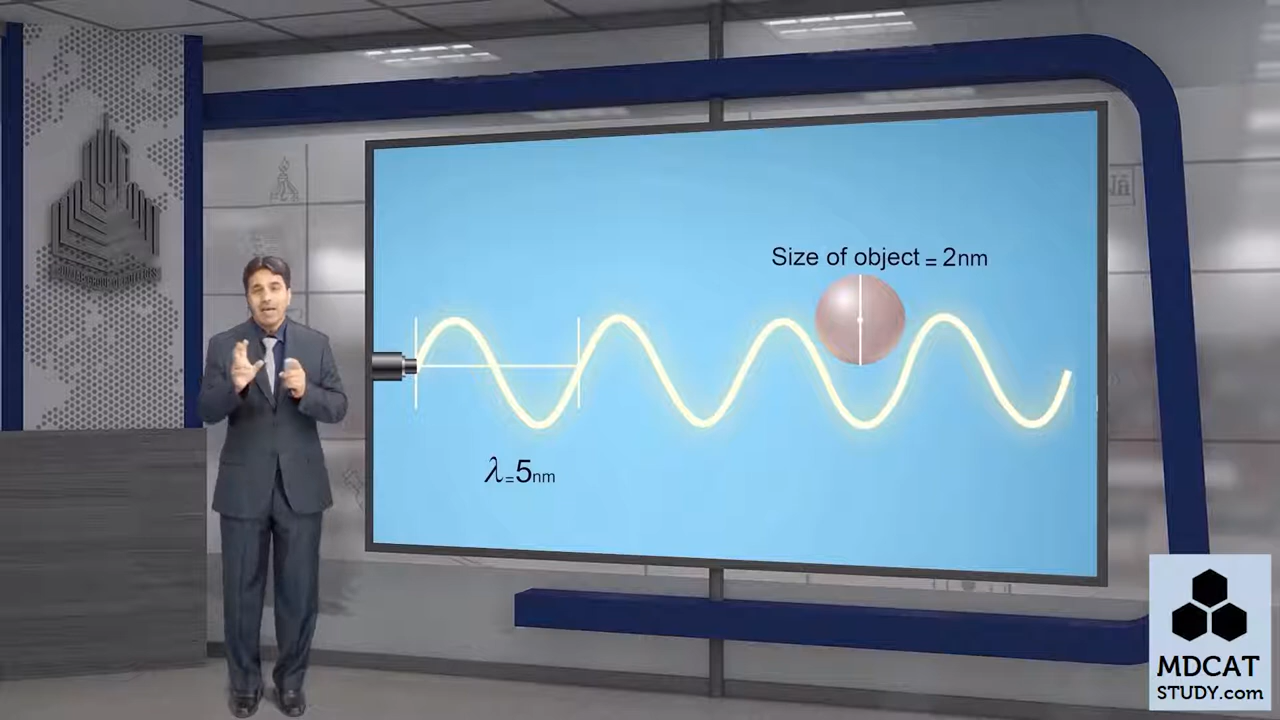 Size of object = 2nm
λ=5nm
MDCAT
STUDY.com